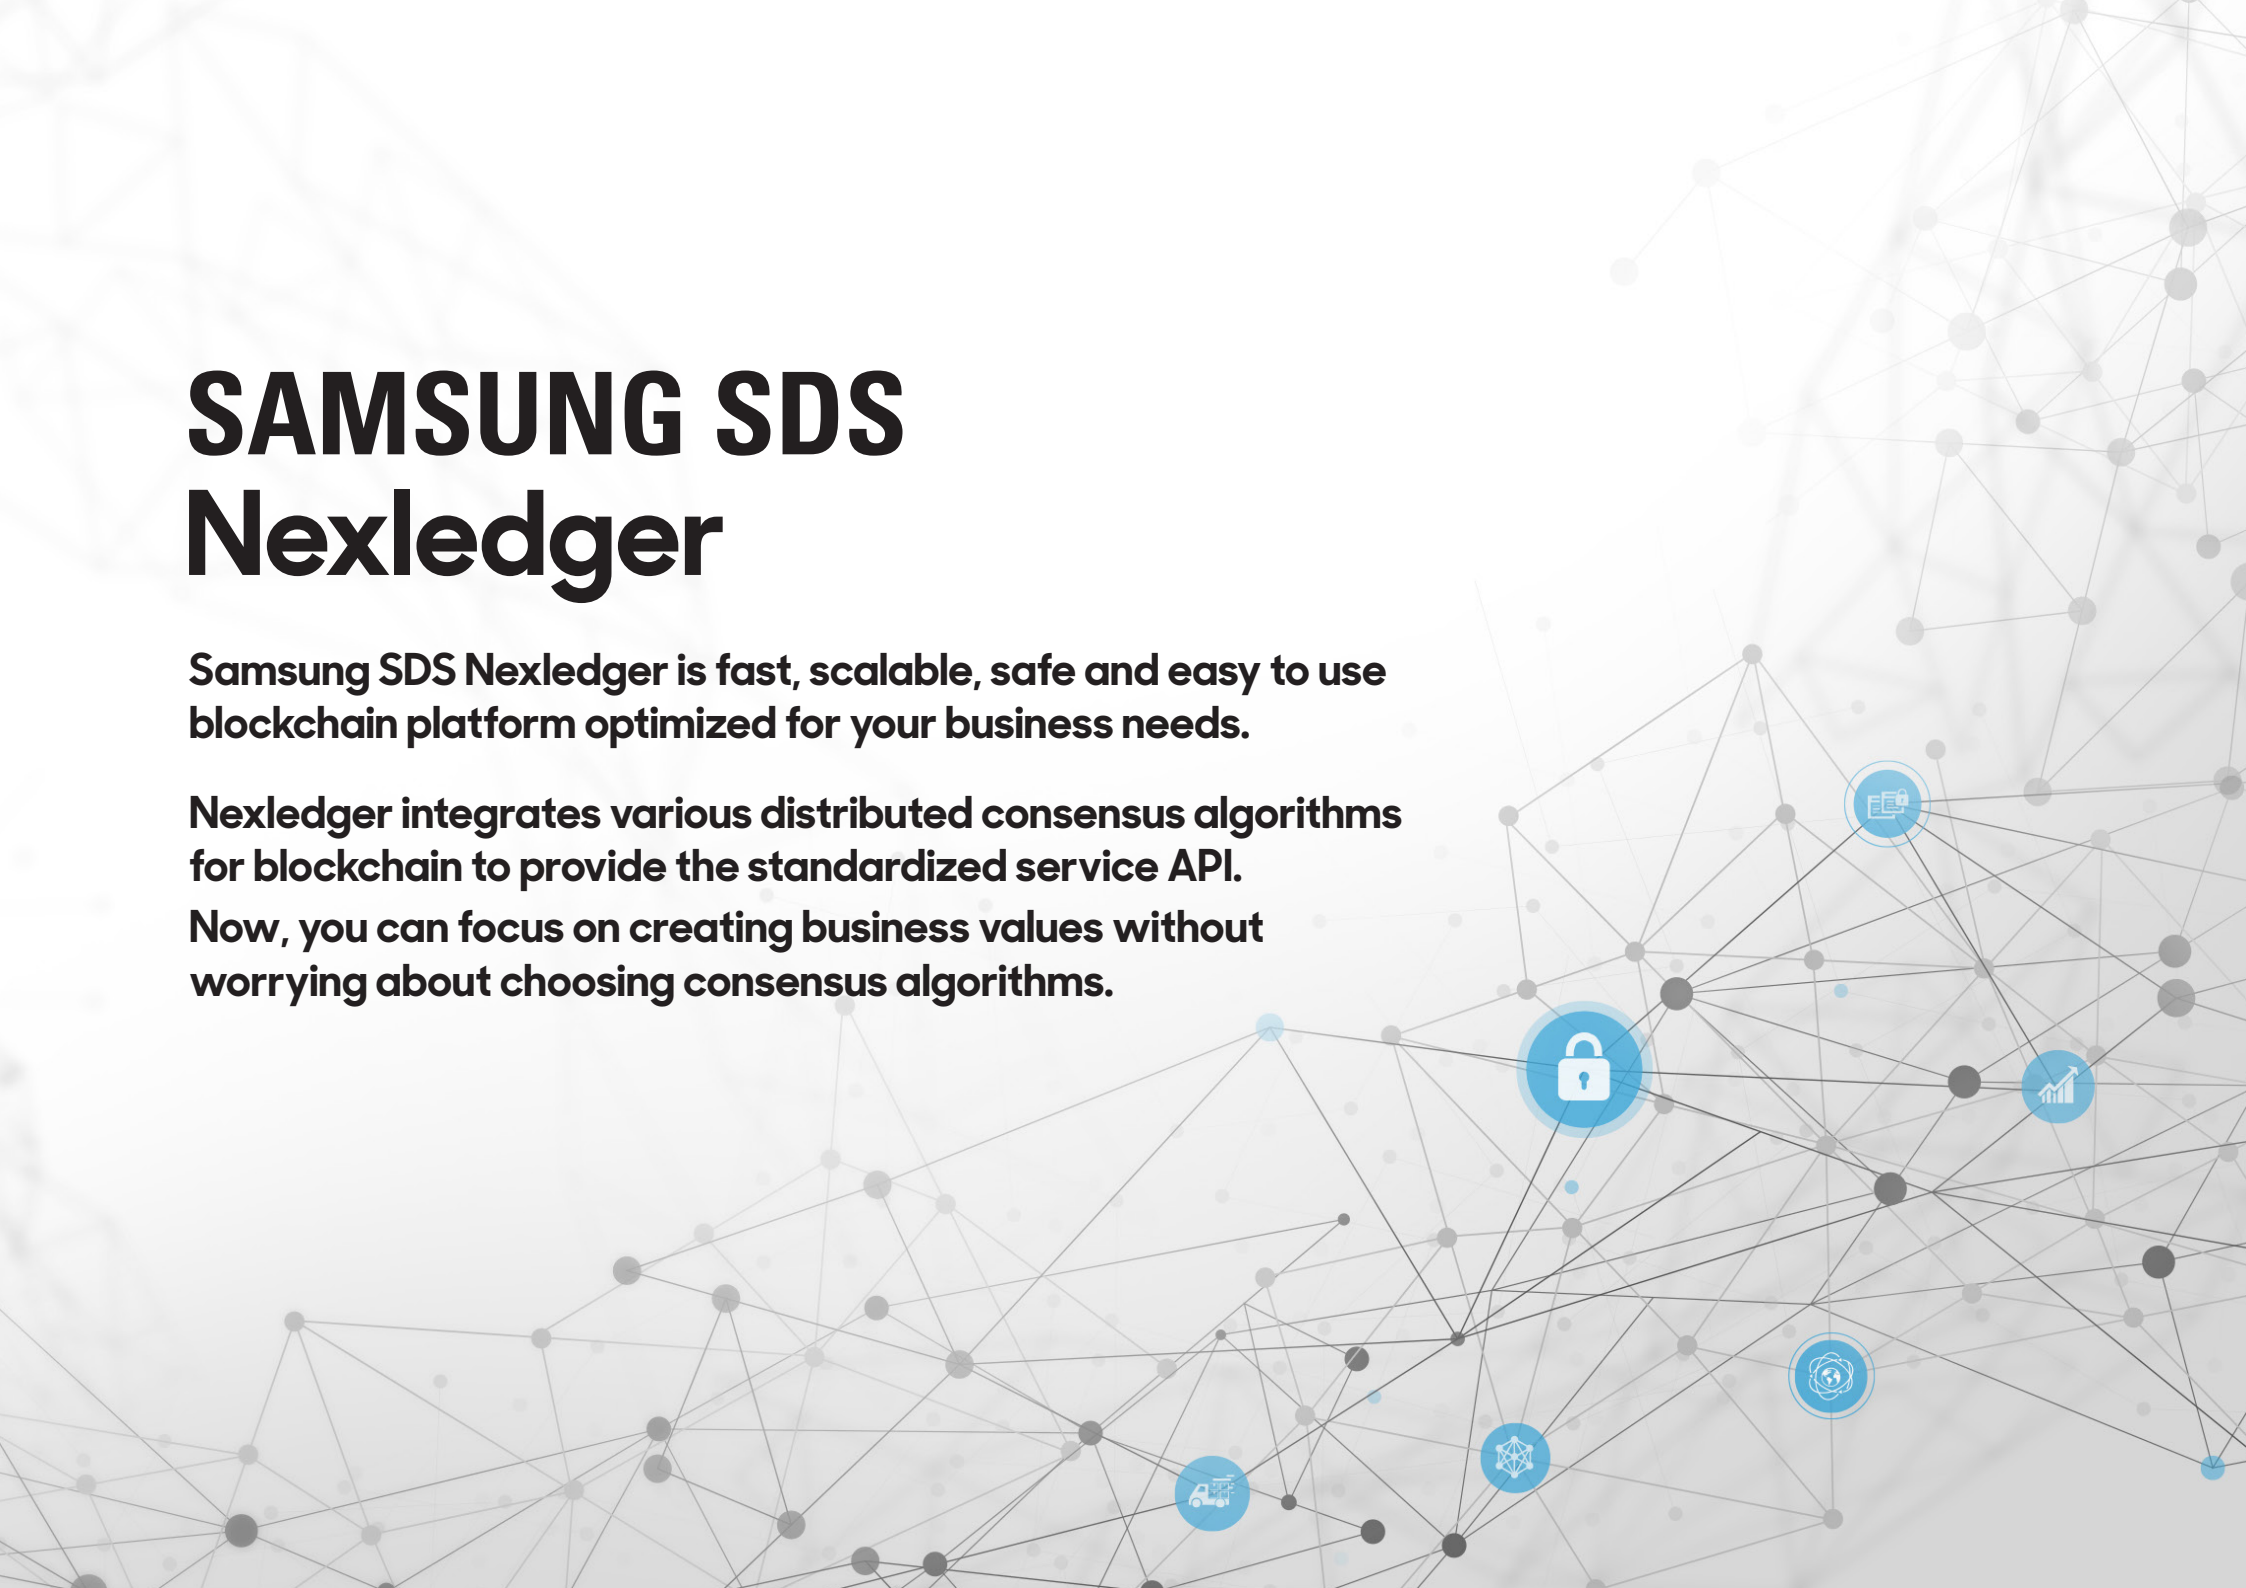 SAMSUNG SDS
Nexledger
Samsung SDS Nexledger is fast, scalable, safe and easy to use
blockchain platform optimized for your business needs.
Nexledger integrates various distributed consensus algorithms
for blockchain to provide the standardized service API.
Now, you can focus on creating business values without
worrying about choosing consensus algorithms.